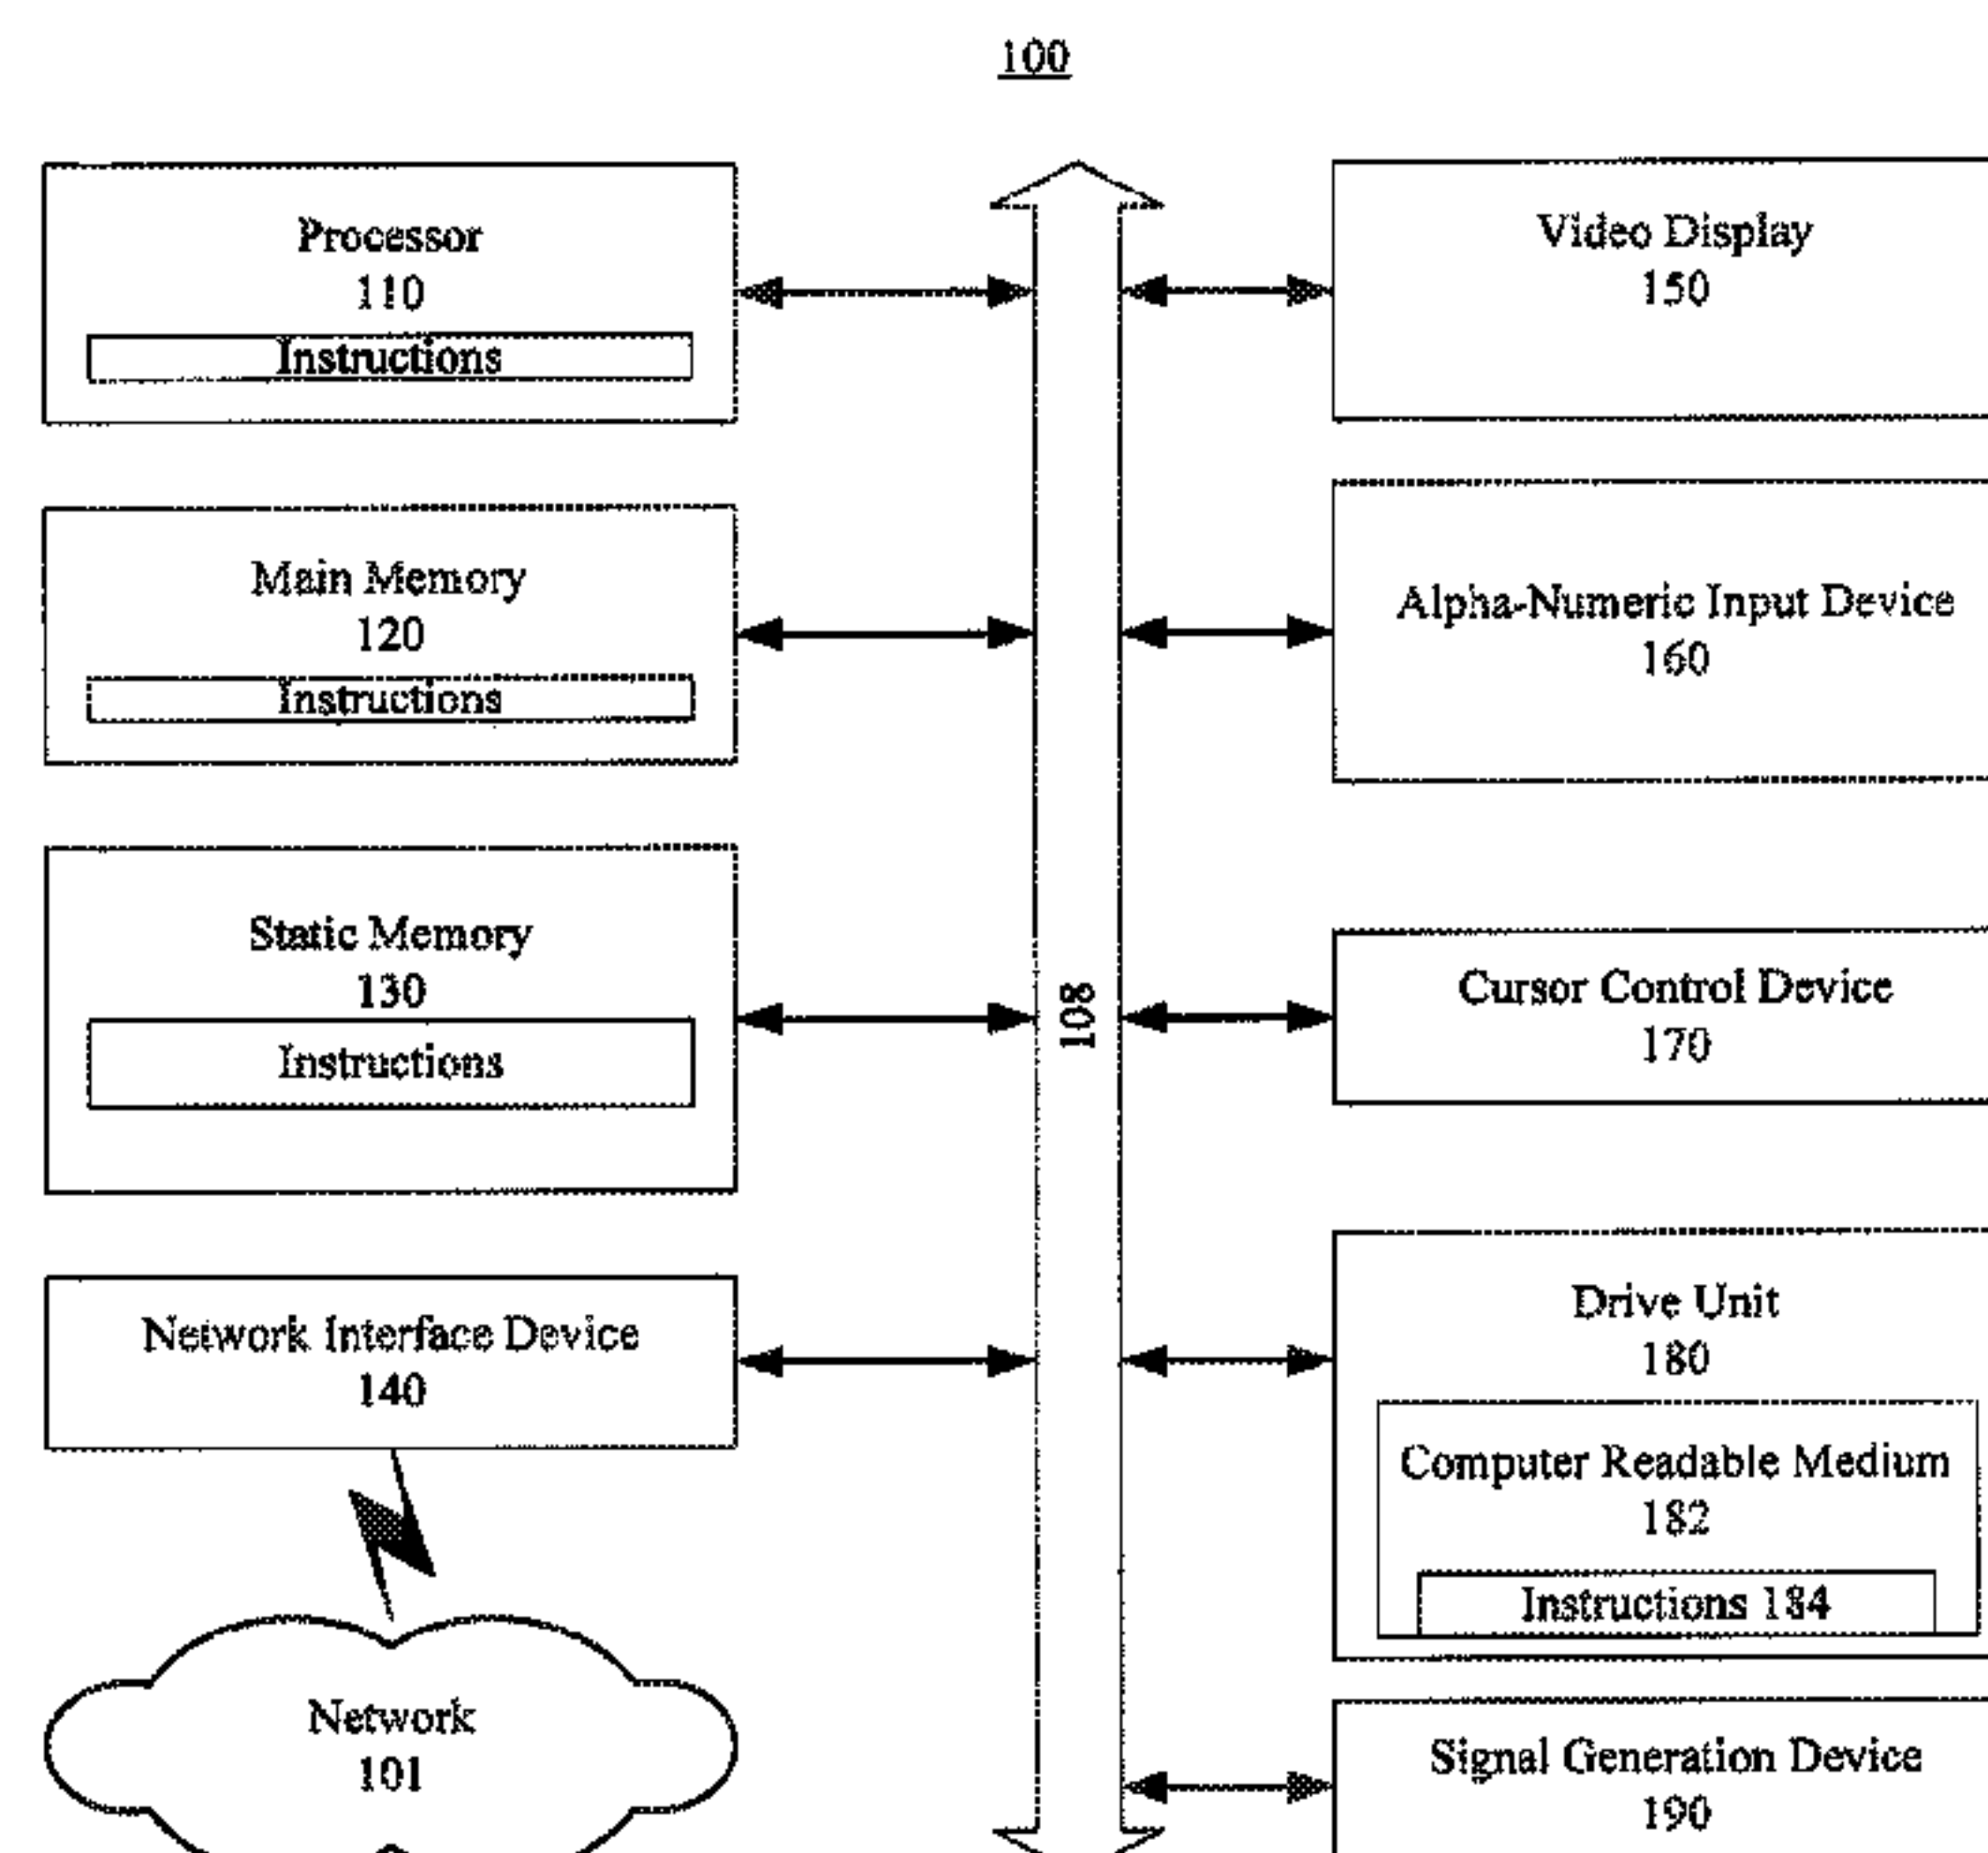 100
Processor
110
Instructions
Main Memory
120
Instructions
Static Memory
130
Instructions
Network Interface Device
140
Network
101
108
Video Display
150
Alpha-Numeric Input Device
160
Cursor Control Device
170
Drive Unit
180
Computer Readable Medium
182
Instructions 184
Signal Generation Device
190